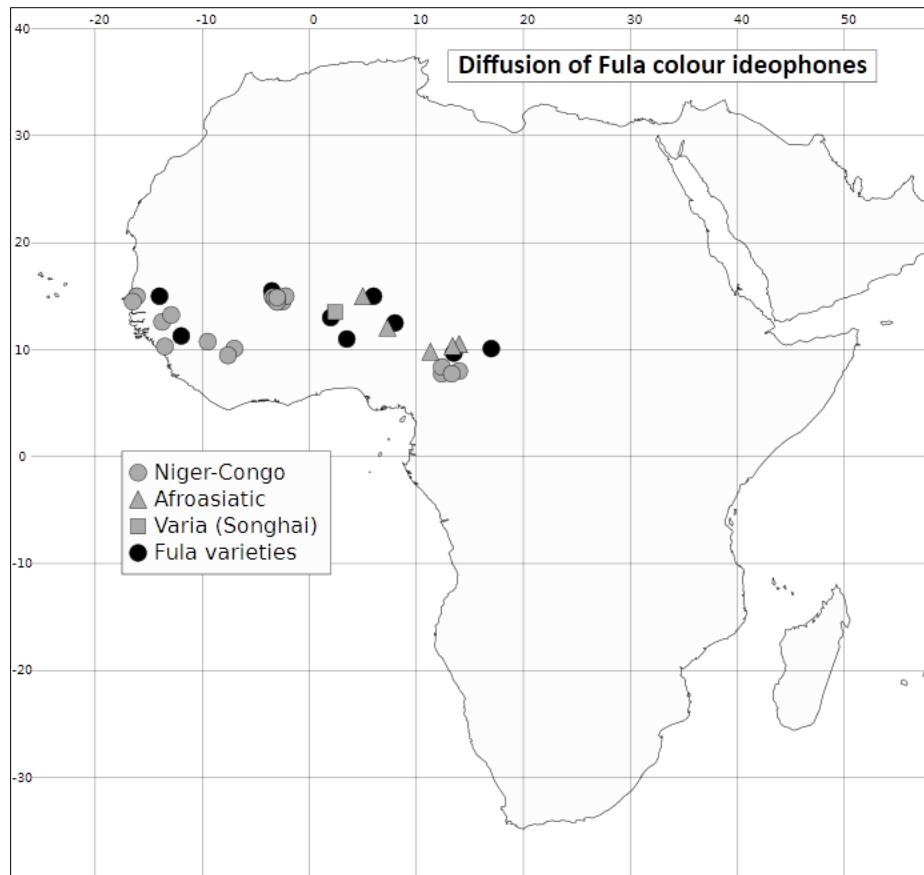 -20 -10 0 10 20 30 40 50
40
Diffusion of Fula colour ideophones
30
20
10
0
Niger-Congo
Afroasiatic
Varia (Songhai)
Fula varieties
-10
-20
-30